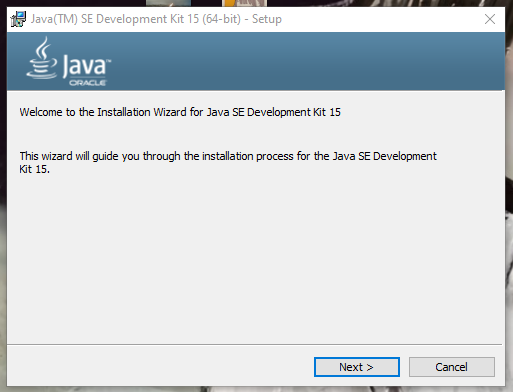 Java(TM) SE Development Kit 15 (64-bit) - Setup
Java™
ORACLE
Welcome to the Installation Wizard for Java SE Development Kit 15
This wizard will guide you through the installation process for the Java SE Development
Kit 15.
Next >
Cancel